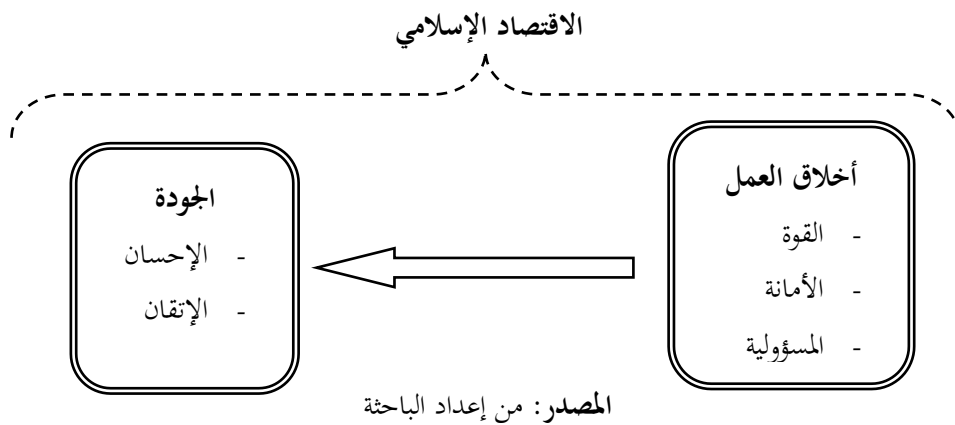 الاقتصاد الإسلامي
أخلاق العمل
- القوة
- الأمانة
- المسؤولية
الجودة
- الإحسان
- الإتقان
المصدر: من إعداد الباحثة